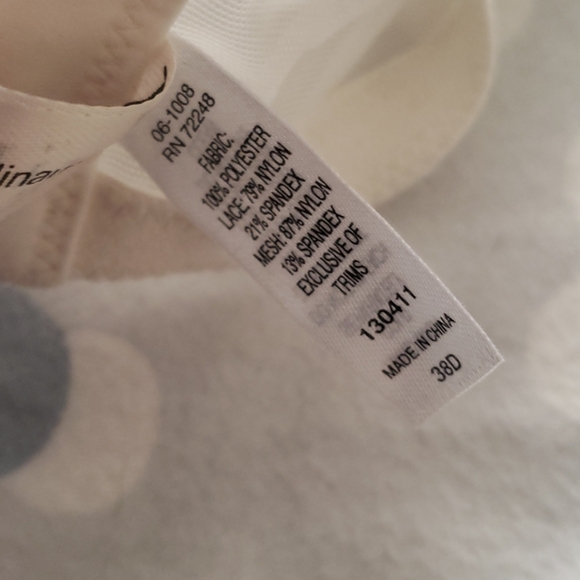 06-1008
RN 72248
FABRIC:
100% POLYESTER
LACE: 79% NYLON
21% SPANDEX
MESH: 87% NYLON
13% SPANDEX
EXCLUSIVE OF
TRIMS
130411
MADE IN CHINA
38D